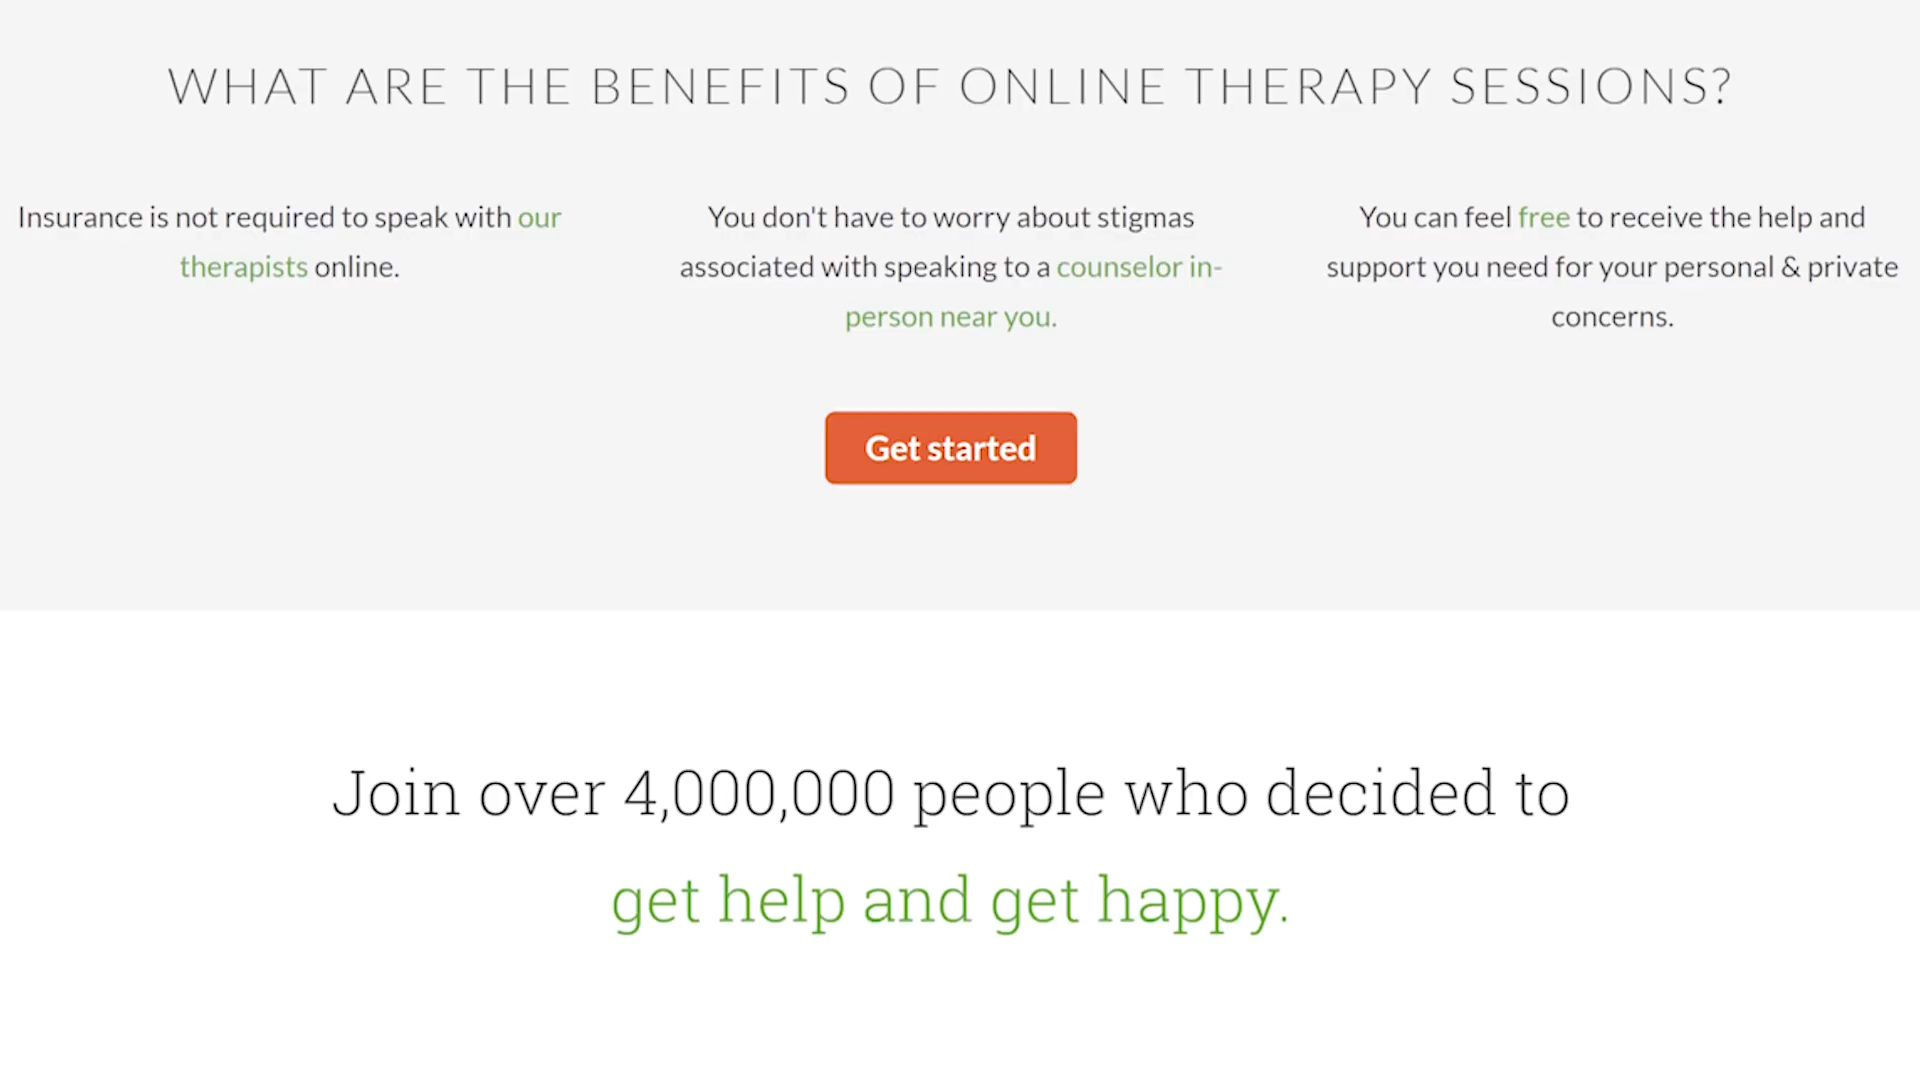 WHAT ARE THE BENEFITS OF ONLINE THERAPY SESSIONS?
Insurance is not required to speak with our
therapists online.
You don't have to worry about stigmas
associated with speaking to a counselor in-
person near you.
You can feel free to receive the help and
support you need for your personal & private
concerns.
Get started
Join over 4,000,000 people who decided to
get help and get happy.